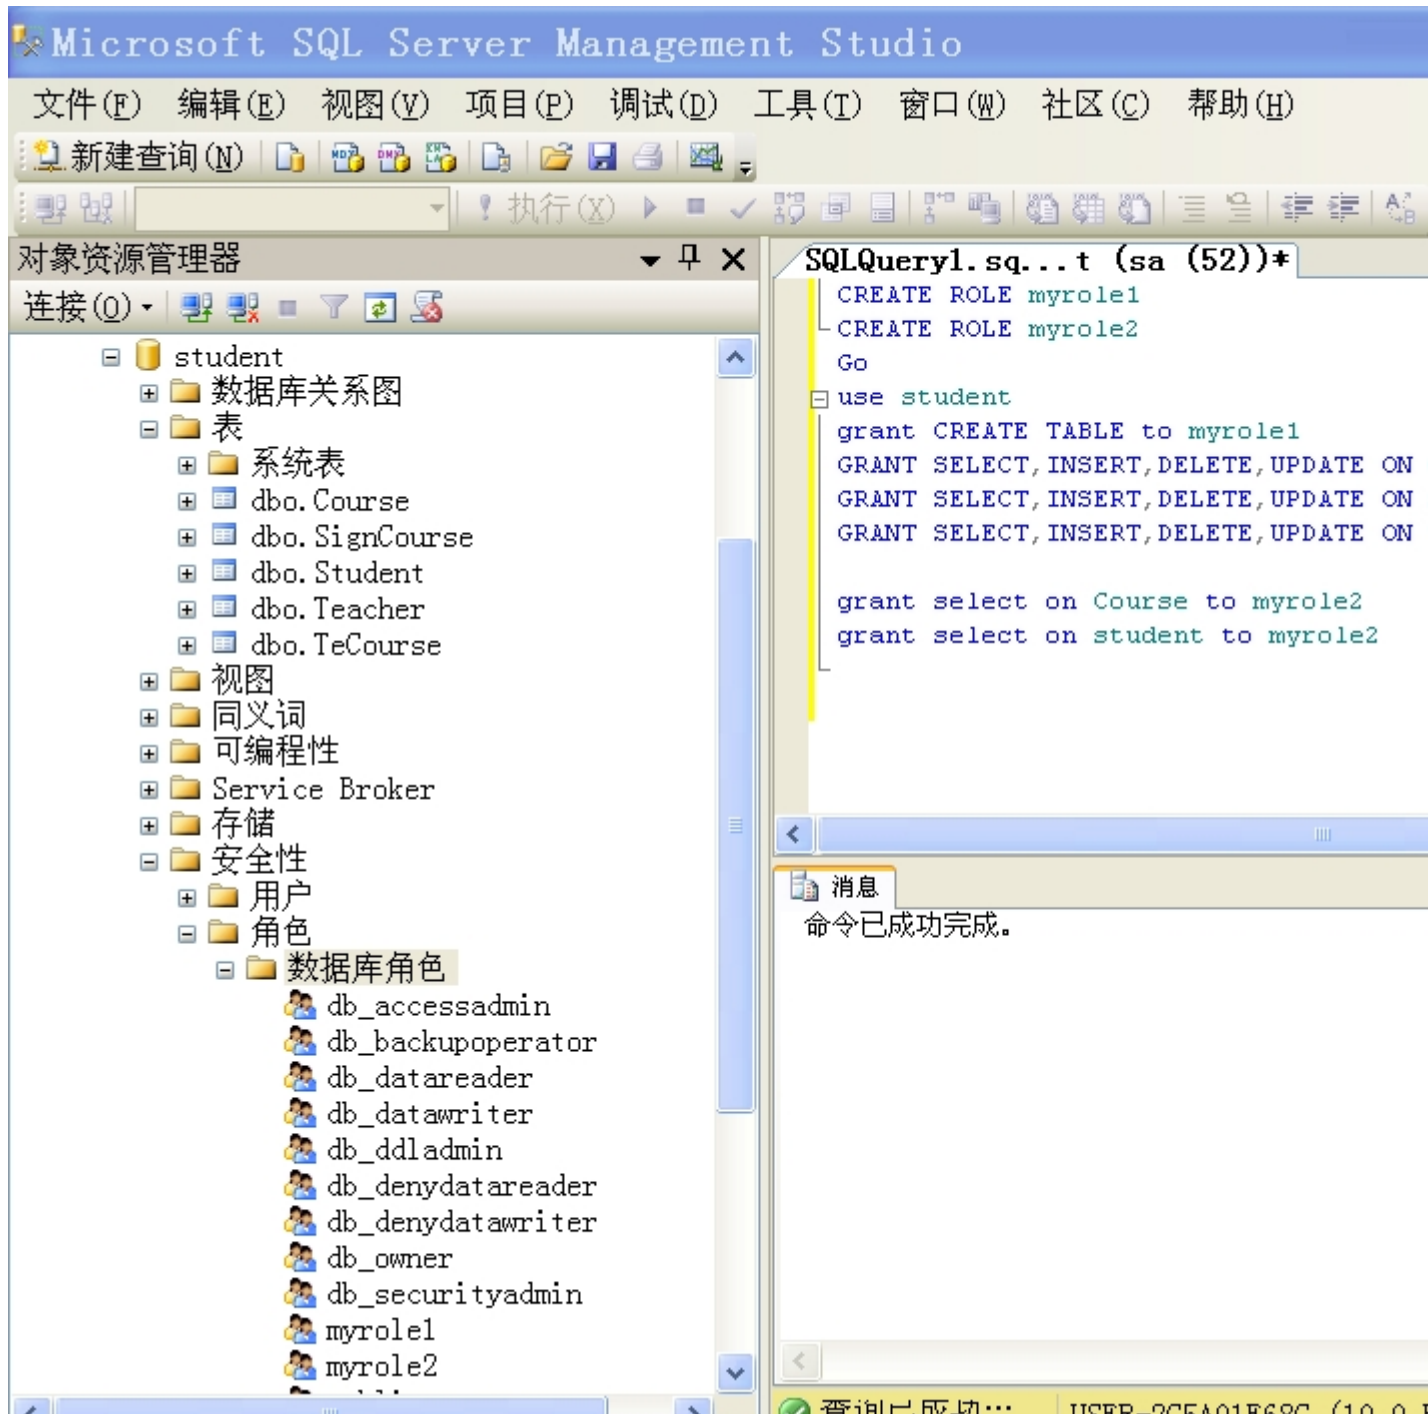 Microsoft SQL Server Management Studio
文件(F) 编辑(E) 视图(V) 项目(P) 调试(D) 工具(T) 窗口(W) 社区(C) 帮助(H)
新建查询(N)
执行(X)
对象资源管理器
连接(O)
student
数据库关系图
表
系统表
dbo.Course
dbo.SignCourse
dbo.Student
dbo.Teacher
dbo.TeCourse
视图
同义词
可编程性
Service Broker
存储
安全性
用户
角色
数据库角色
db_accessadmin
db_backupoperator
db_datareader
db_datawriter
db_ddladmin
db_denydatareader
db_denydatawriter
db_owner
db_securityadmin
myrole1
myrole2
SQLQuery1.sq...t (sa (52))*
CREATE ROLE myrole1
CREATE ROLE myrole2
Go
use student
grant CREATE TABLE to myrole1
GRANT SELECT,INSERT,DELETE,UPDATE ON
GRANT SELECT,INSERT,DELETE,UPDATE ON
GRANT SELECT,INSERT,DELETE,UPDATE ON
grant select on Course to myrole2
grant select on student to myrole2
消息
命令已成功完成。